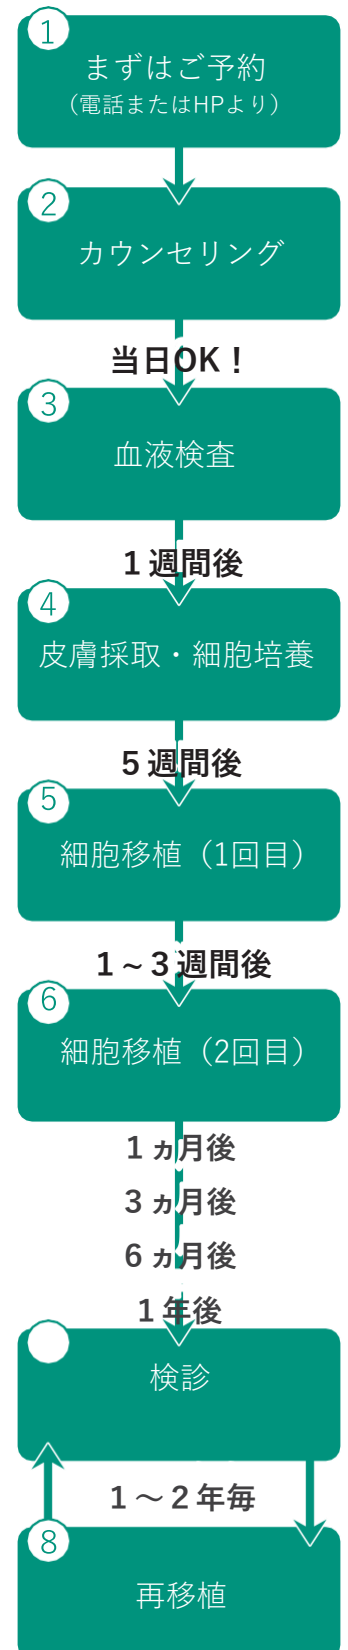 1
まずはご予約
（電話またはHPより）
2
カウンセリング
当日OK！
3
血液検査
1 週間後
4
皮膚採取・細胞培養
5 週間後
5
細胞移植（1回目）
1 ~ 3 週間後
6
細胞移植（2回目）
1 ヵ月後
3 ヵ月後
6 ヵ月後
1 年後
検診
1 ～ 2 年毎
8
再移植